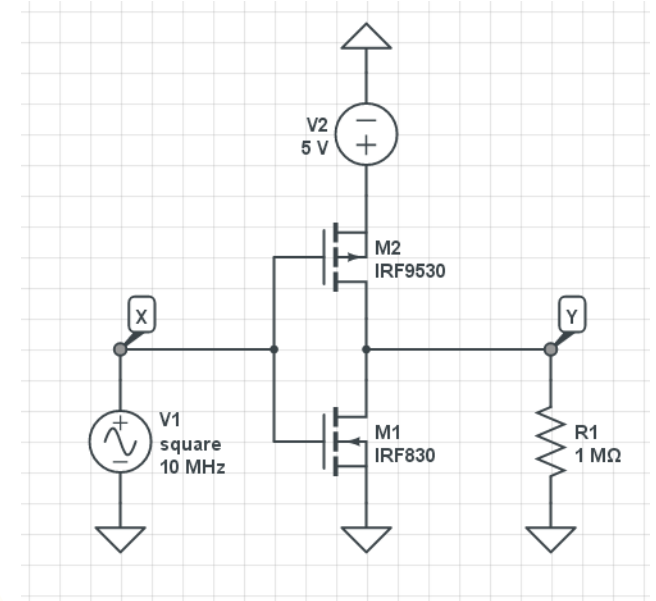 V2
5 V
M2
IRF9530
X
Y
V1
square
10 MHz
M1
IRF830
R1
1 MΩ